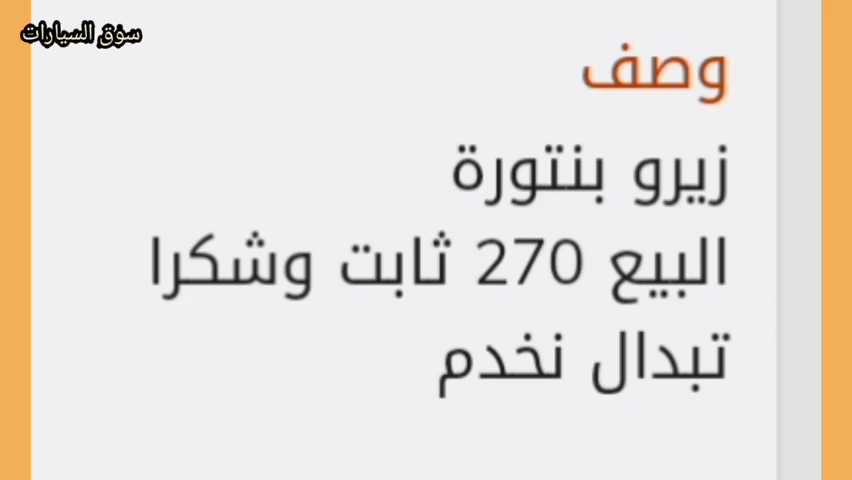 سوق السيارات
وصف
زيرو بنتورة
البيع 270 ثابت وشكرا
تبدال نخدم